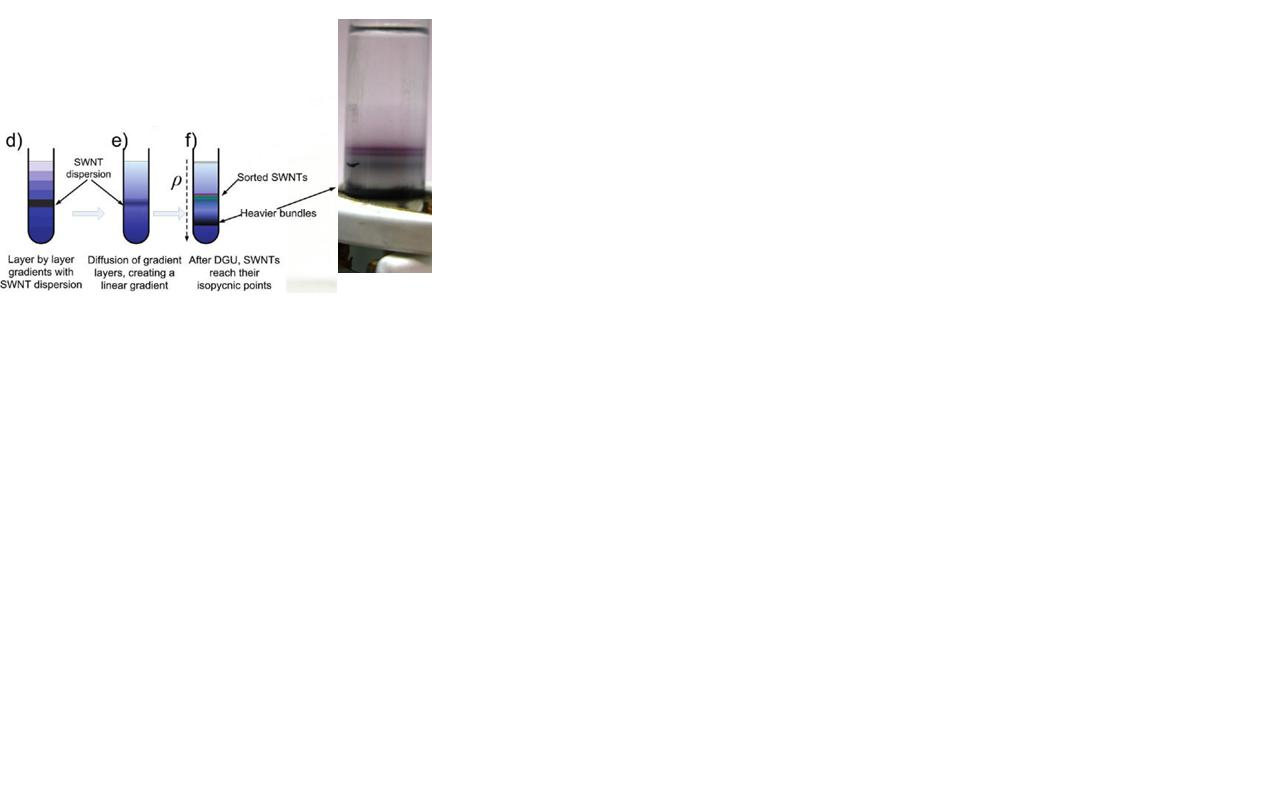 d)
e)
f)
SWNT
dispersion
ρ
Sorted SWNTs
Heavier bundles
Layer by layer
gradients with
SWNT dispersion
Diffusion of gradient
layers, creating a
linear gradient
After DGU, SWNTs
reach their
isopycnic points